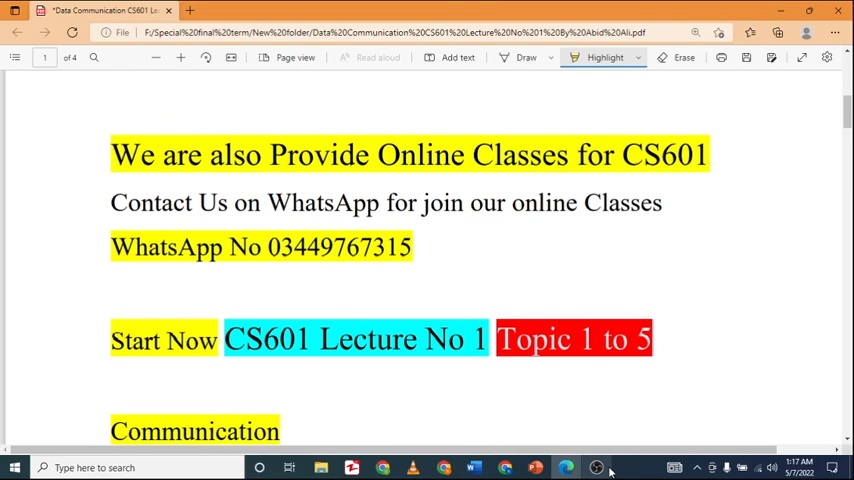 *Data Communication CS601 Le
File F:/Special%20final%20term/New%20folder/Data%20Communication%20CS601%20Lecture%20No%201%20By%20Abid%20Ali.pdf
1 of 4 Page view Read aloud Add text Draw Highlight Erase
We are also Provide Online Classes for CS601
Contact Us on WhatsApp for join our online Classes
WhatsApp No 03449767315
Start Now CS601 Lecture No 1 Topic 1 to 5
Communication
Type here to search
1:17 AM
5/7/2022